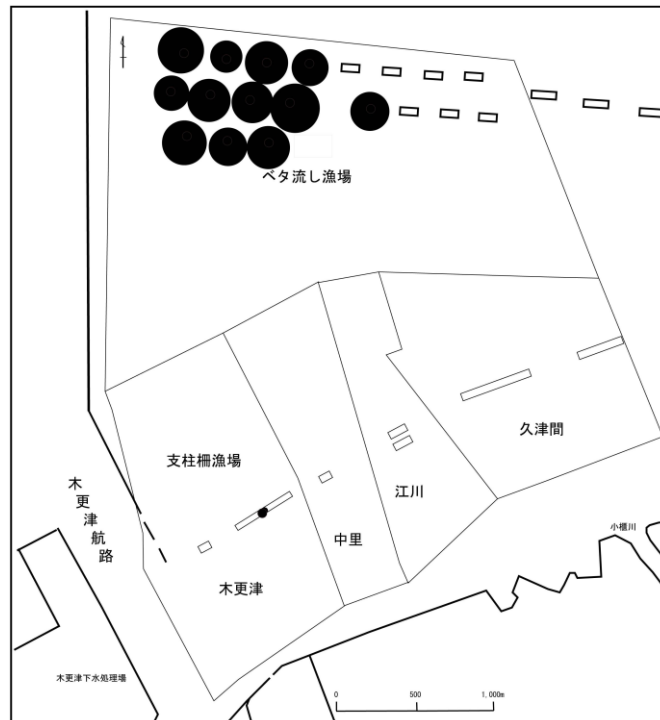 ベタ流し漁場
支柱柵漁場
久津間
江川
中里
木更津
木更津航路
小櫃川
木更津下水処理場
0 500 1,000m